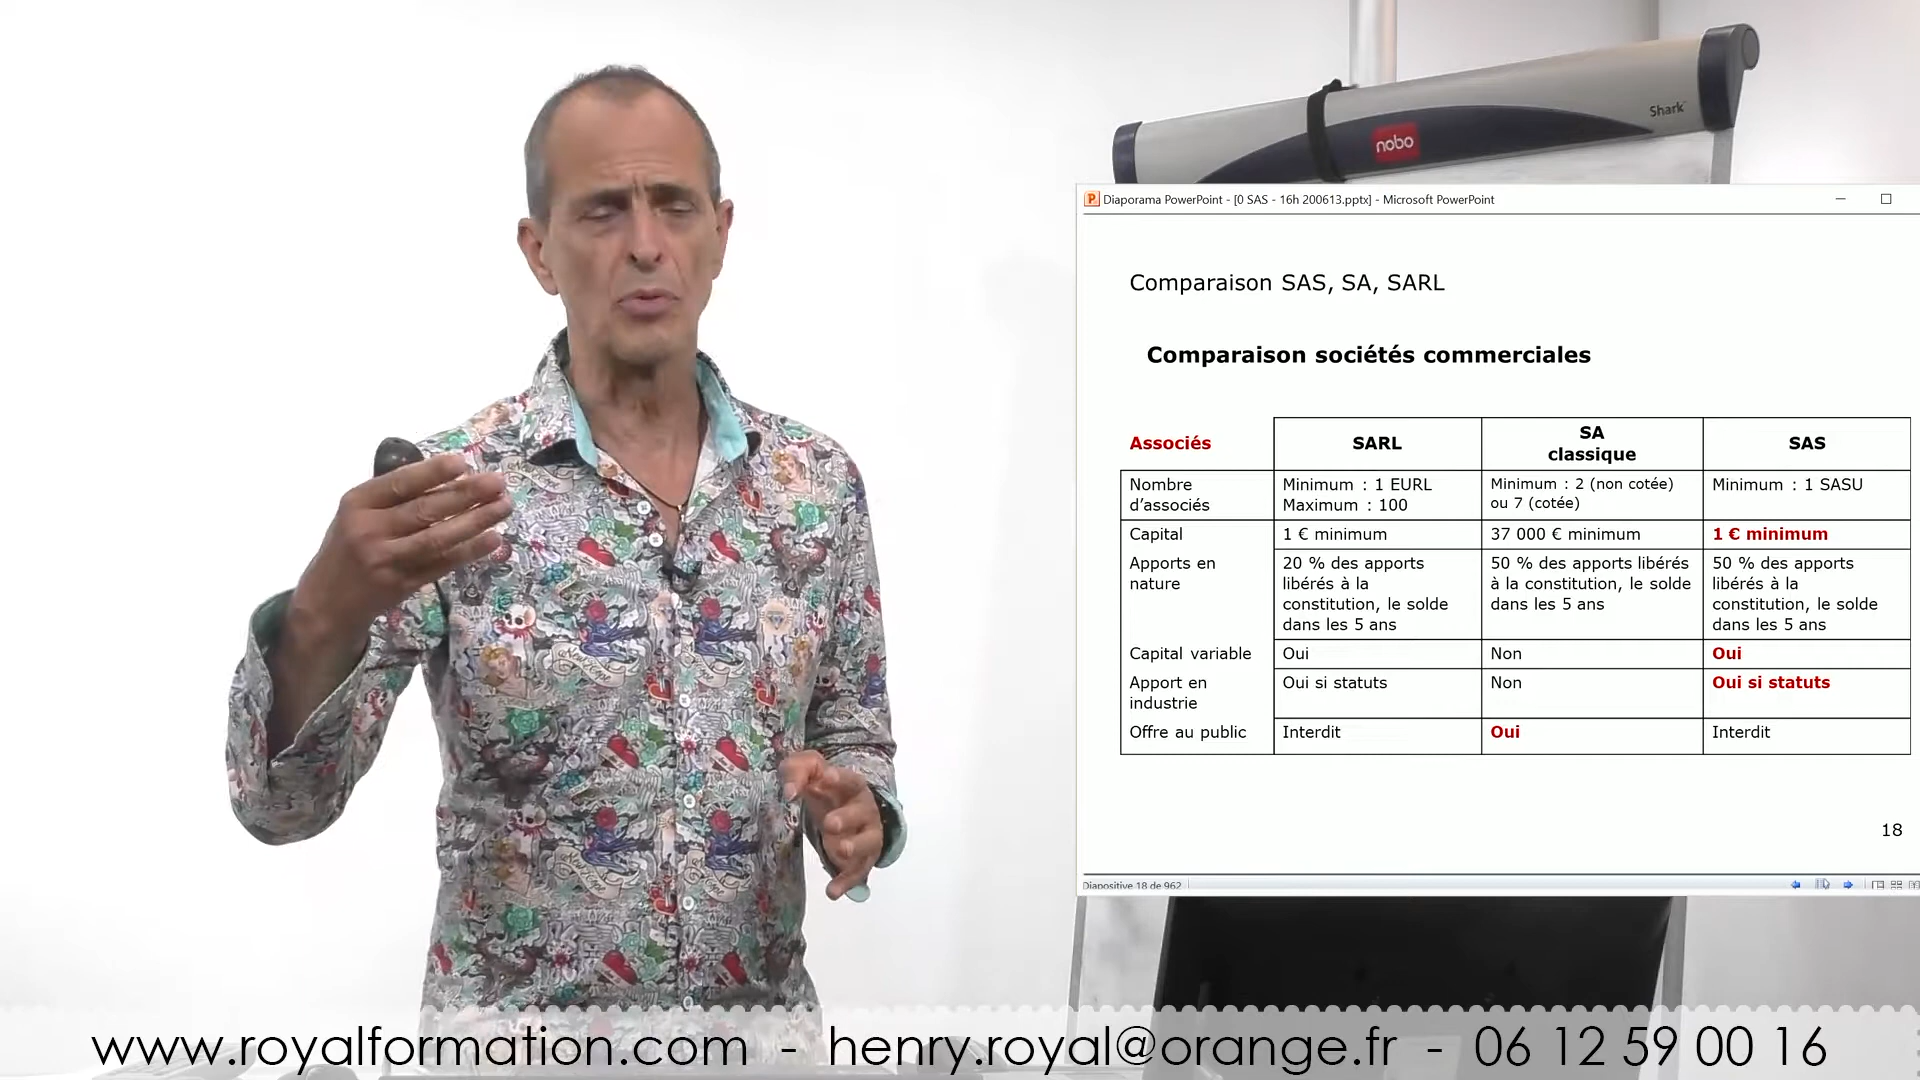 Shark
nobo
Diaporama PowerPoint - [0 SAS - 16h 200613.pptx] - Microsoft PowerPoint
Comparaison SAS, SA, SARL
Comparaison sociétés commerciales
Associés
SARL
SA
classique
SAS
Nombre
d'associés
Minimum : 1 EURL
Maximum : 100
Minimum : 2 (non cotée)
ou 7 (cotée)
Minimum : 1 SASU
Capital
1 € minimum
37 000 € minimum
1 € minimum
Apports en
nature
20 % des apports
libérés à la
constitution, le solde
dans les 5 ans
50 % des apports libérés
à la constitution, le solde
dans les 5 ans
50 % des apports
libérés à la
constitution, le solde
dans les 5 ans
Capital variable
Oui
Non
Oui
Apport en
industrie
Oui si statuts
Non
Oui si statuts
Offre au public
Interdit
Oui
Interdit
18
Diapositive 18 de 962
www.royalformation.com - henry.royal@orange.fr - 06 12 59 00 16